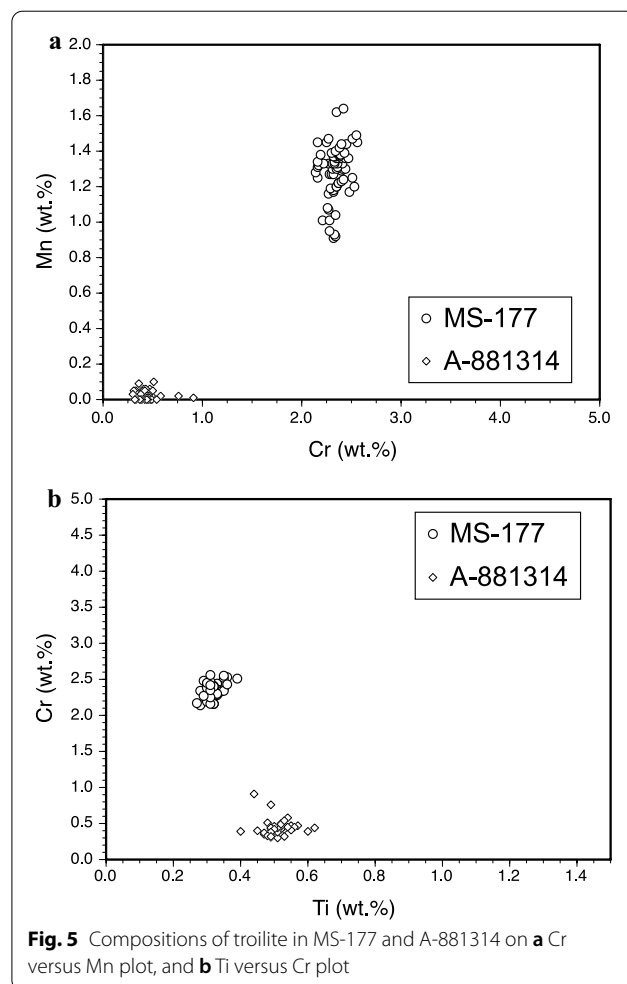 a
2.0
1.8
1.6
1.4
1.2
1.0
0.8
0.6
0.4
0.2
0.0
Mn (wt.%)
MS-177
A-881314
0.0 1.0 2.0 3.0 4.0 5.0
Cr (wt.%)
b
5.0
4.5
4.0
3.5
3.0
2.5
2.0
1.5
1.0
0.5
0.0
Cr (wt.%)
MS-177
A-881314
0.0 0.2 0.4 0.6 0.8 1.0 1.2 1.4
Ti (wt.%)
Fig. 5 Compositions of troilite in MS-177 and A-881314 on a Cr
versus Mn plot, and b Ti versus Cr plot